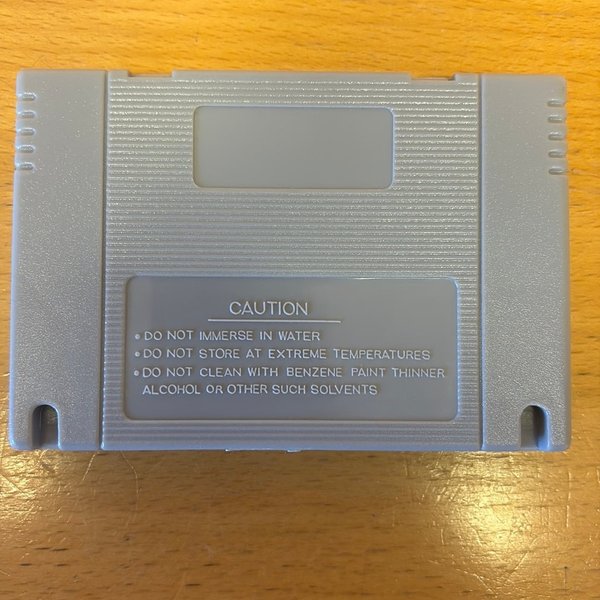 CAUTION
• DO NOT IMMERSE IN WATER
• DO NOT STORE AT EXTREME TEMPERATURES
• DO NOT CLEAN WITH BENZENE PAINT THINNER
ALCOHOL OR OTHER SUCH SOLVENTS